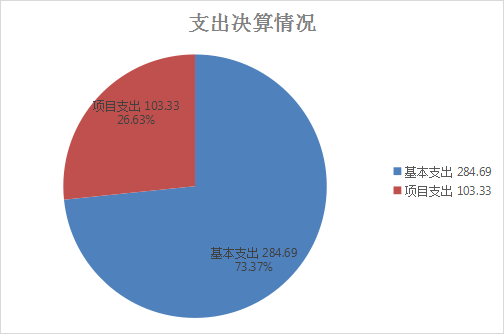 支出决算情况
项目支出 103.33
26.63%
基本支出 284.69
73.37%
基本支出 284.69
项目支出 103.33